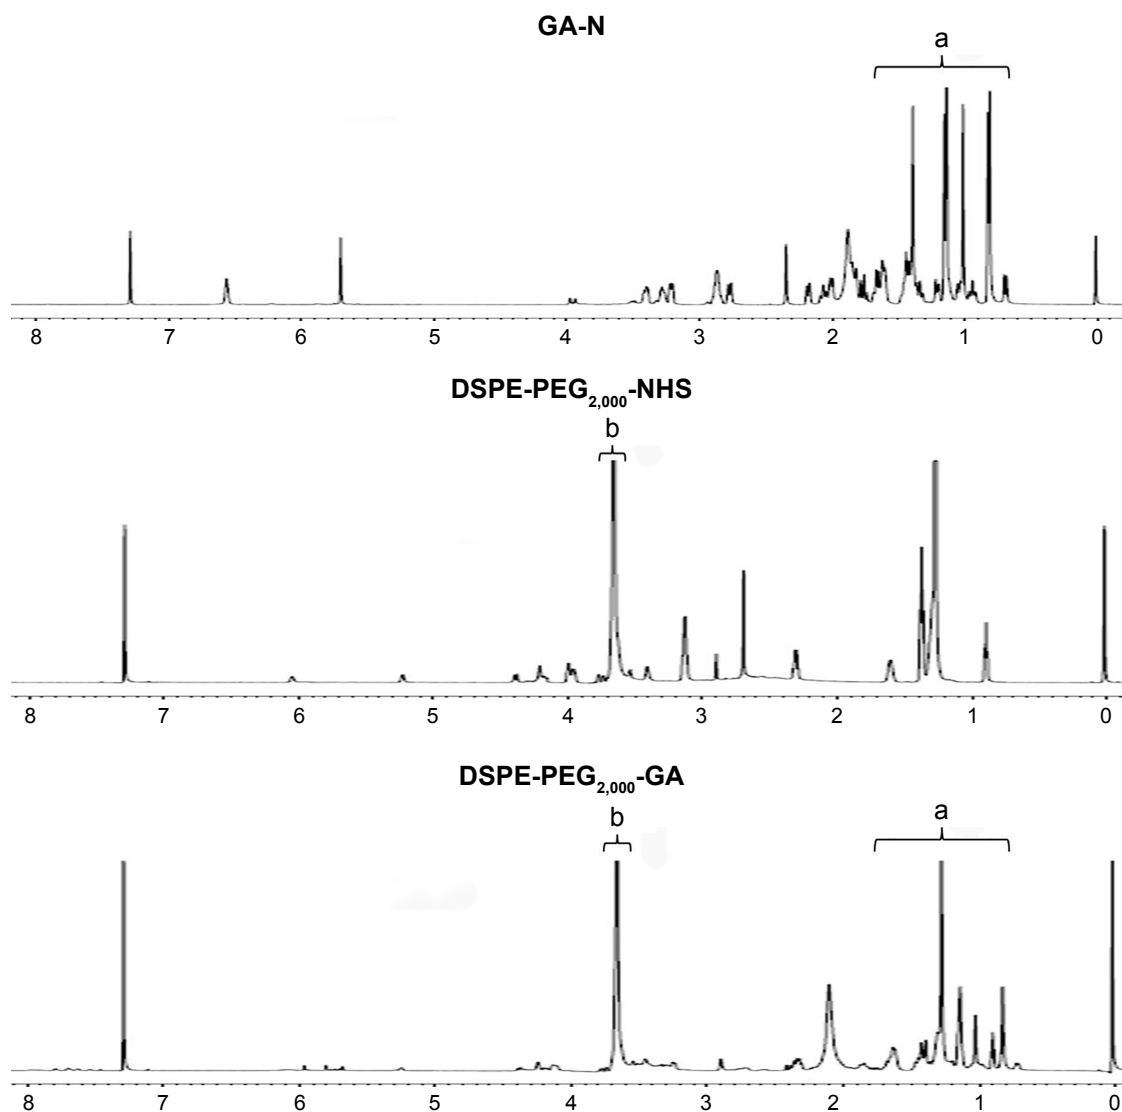 GA-N
a
8 7 6 5 4 3 2 1 0
DSPE-PEG2,000-NHS
b
8 7 6 5 4 3 2 1 0
DSPE-PEG2,000-GA
b a
8 7 6 5 4 3 2 1 0